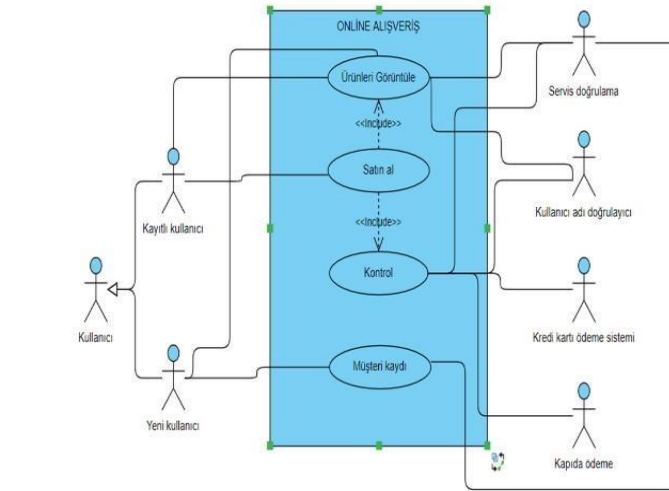 ONLİNE ALIŞVERİŞ
Ürünleri Görüntüle
Servis doğrulama
<<Include>>
Satın al
Kayıtlı kullanıcı
Kullanıcı adı doğrulayıcı
<<Include>>
Kontrol
Kullanıcı
Kredi kartı ödeme sistemi
Müşteri kaydı
Yeni kullanıcı
Kapıda ödeme